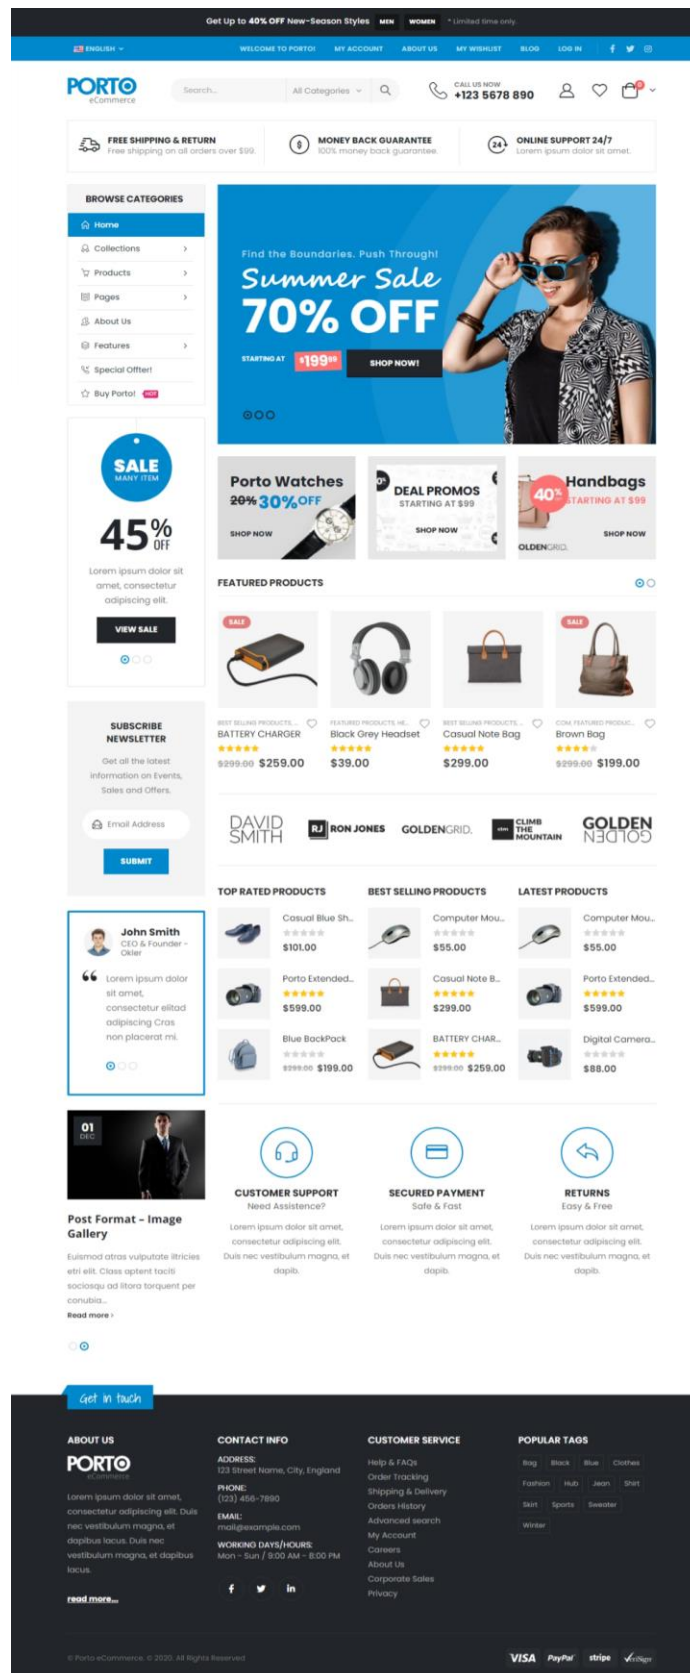 Get Up to 40% OFF New-Season Styles MEN WOMEN * Limited time only.
ENGLISH WELCOME TO PORTO! MY ACCOUNT ABOUT US MY WISHLIST BLOG LOG IN
PORTO
eCommerce
Search... All Categories
CALL US NOW
+123 5678 890
0
FREE SHIPPING & RETURN
Free shipping on all orders over $99.
MONEY BACK GUARANTEE
100% money back guarantee.
24
ONLINE SUPPORT 24/7
Lorem ipsum dolor sit amet.
BROWSE CATEGORIES
Home
Collections
Products
Pages
About Us
Features
Special Offter!
Buy Porto! HOT
Find the Boundaries. Push Through!
Summer Sale
70% OFF
STARTING AT $199 99 SHOP NOW!
SALE
MANY ITEM
45% OFF
Lorem ipsum dolor sit
amet, consectetur
adipiscing elit.
VIEW SALE
Porto Watches
20% 30% OFF
SHOP NOW
DEAL PROMOS
STARTING AT $99
SHOP NOW
Handbags
40%
STARTING AT $99
SHOP NOW
OLDENGRID.
FEATURED PRODUCTS
SALE
BEST SELLING PRODUCTS, ...
BATTERY CHARGER
$299.00 $259.00
FEATURED PRODUCTS, HE...
Black Grey Headset
$39.00
BEST SELLING PRODUCTS, ...
Casual Note Bag
$299.00
SALE
COM, FEATURED PRODUC...
Brown Bag
$299.00 $199.00
SUBSCRIBE
NEWSLETTER
Get all the latest
information on Events,
Sales and Offers.
Email Address
SUBMIT
DAVID
SMITH
RJ RON JONES
GOLDENGRID.
ctm CLIMB
THE
MOUNTAIN
GOLDEN
GOLDEN
TOP RATED PRODUCTS
Casual Blue Sh...
$101.00
Porto Extended...
$599.00
Blue BackPack
$299.00 $199.00
BEST SELLING PRODUCTS
Computer Mou...
$55.00
Casual Note B...
$299.00
BATTERY CHAR...
$299.00 $259.00
LATEST PRODUCTS
Computer Mou...
$55.00
Porto Extended...
$599.00
Digital Camera...
$88.00
John Smith
CEO & Founder -
Okler
“ Lorem ipsum dolor
sit amet,
consectetur elitad
adipiscing Cras
non placerat mi.
01
DEC
Post Format – Image
Gallery
Euismod atras vulputate iltricies
etri elit. Class aptent taciti
sociosqu ad litora torquent per
conubia...
Read more >
CUSTOMER SUPPORT
Need Assistence?
Lorem ipsum dolor sit amet,
consectetur adipiscing elit.
Duis nec vestibulum magna, et
dapib.
SECURED PAYMENT
Safe & Fast
Lorem ipsum dolor sit amet,
consectetur adipiscing elit.
Duis nec vestibulum magna, et
dapib.
RETURNS
Easy & Free
Lorem ipsum dolor sit amet,
consectetur adipiscing elit.
Duis nec vestibulum magna, et
dapib.
Get in touch
ABOUT US
PORTO
eCommerce
Lorem ipsum dolor sit amet,
consectetur adipiscing elit. Duis
nec vestibulum magna, et
dapibus lacus. Duis nec
vestibulum magna, et dapibus
lacus.
read more...
CONTACT INFO
ADDRESS:
123 Street Name, City, England
PHONE:
(123) 456-7890
EMAIL:
mail@example.com
WORKING DAYS/HOURS:
Mon - Sun / 9:00 AM - 8:00 PM
CUSTOMER SERVICE
Help & FAQs
Order Tracking
Shipping & Delivery
Orders History
Advanced search
My Account
Careers
About Us
Corporate Sales
Privacy
POPULAR TAGS
Bag Black Blue Clothes
Fashion Hub Jean Shirt
Skirt Sports Sweater
Winter
© Porto eCommerce. © 2020. All Rights Reserved
VISA PayPal stripe VeriSign